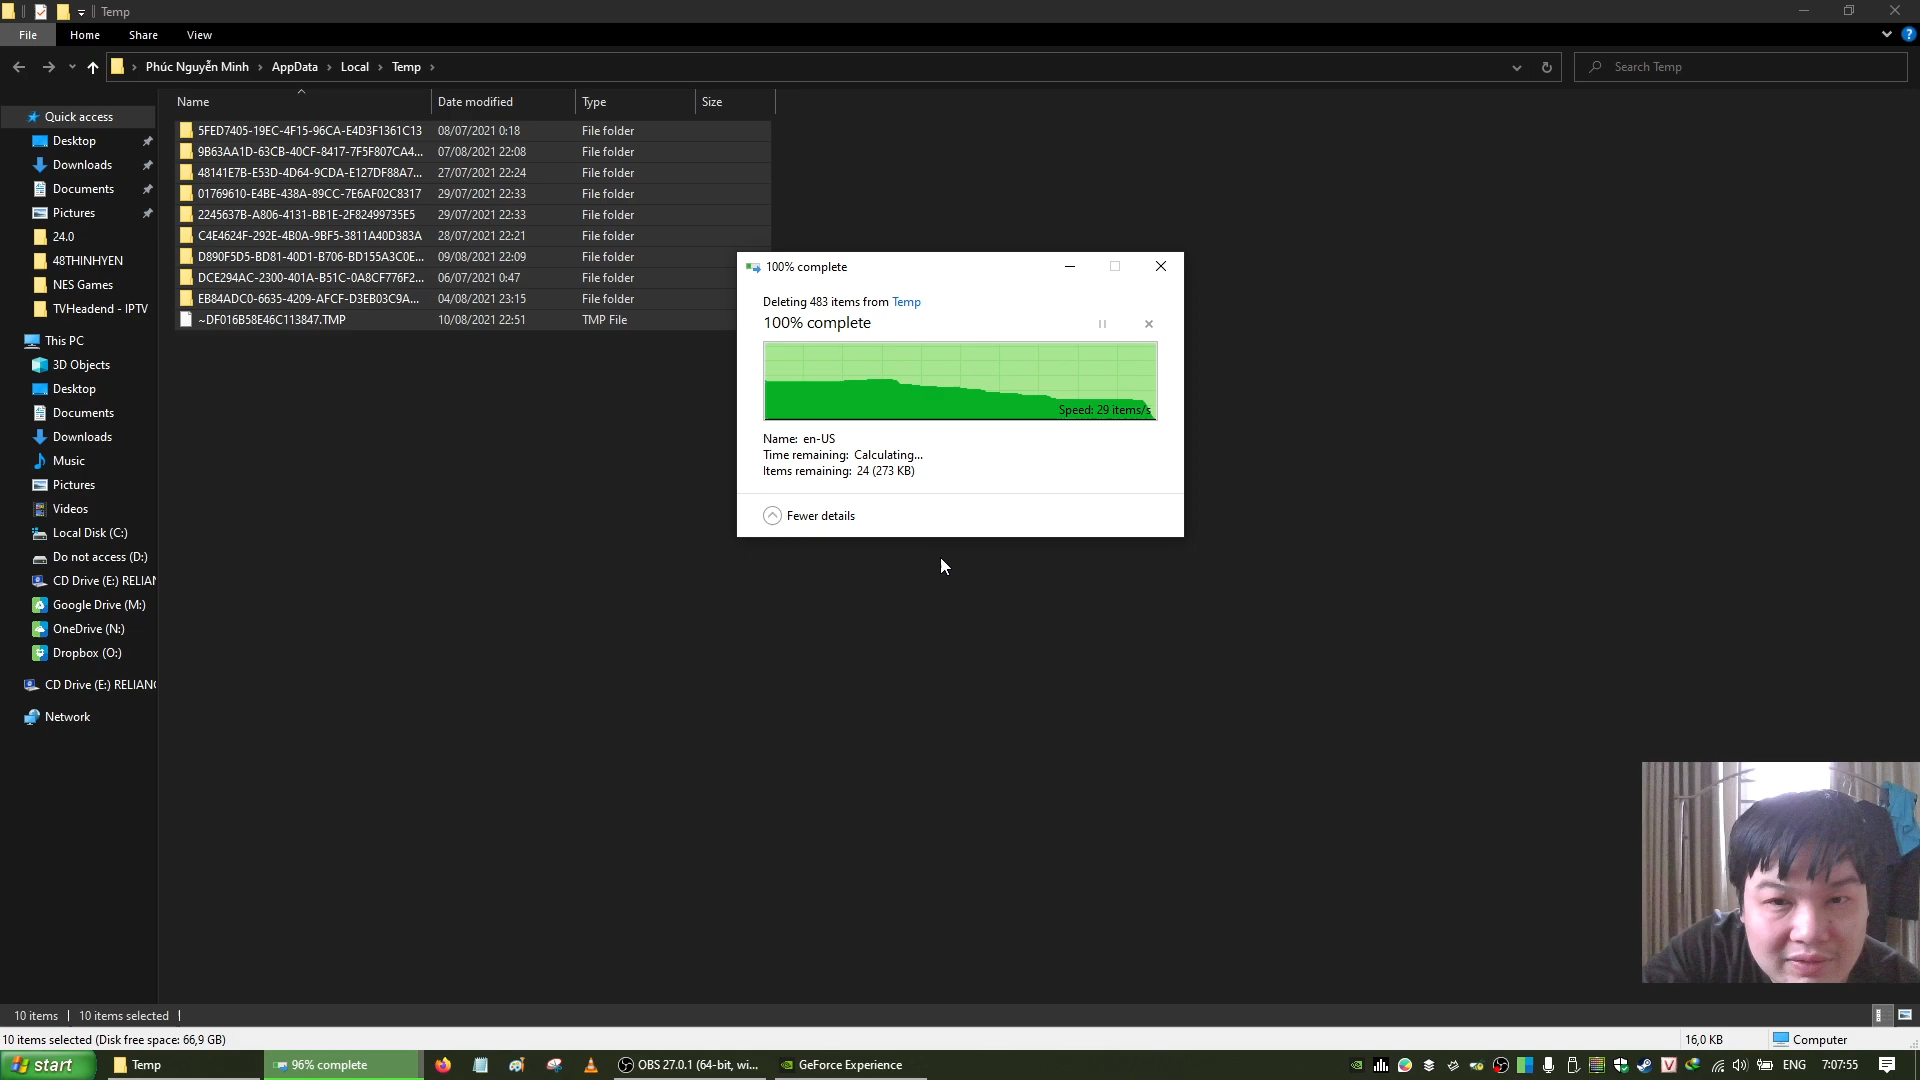 Temp
File
Home
Share
View
Phúc Nguyễn Minh
AppData
Local
Temp
Search Temp
Name
Date modified
Type
Size
Quick access
Desktop
Downloads
Documents
Pictures
24.0
48THINHYEN
NES Games
TVHeadend - IPTV
This PC
3D Objects
Desktop
Documents
Downloads
Music
Pictures
Videos
Local Disk (C:)
Do not access (D:)
CD Drive (E:) RELIAN
Google Drive (M:)
OneDrive (N:)
Dropbox (O:)
CD Drive (E:) RELIANC
Network
5FED7405-19EC-4F15-96CA-E4D3F1361C13 08/07/2021 0:18 File folder
9B63AA1D-63CB-40CF-8417-7F5F807CA4... 07/08/2021 22:08 File folder
48141E7B-E53D-4D64-9CDA-E127DF88A7... 27/07/2021 22:24 File folder
01769610-E4BE-438A-89CC-7E6AF02C8317 29/07/2021 22:33 File folder
2245637B-A806-4131-BB1E-2F82499735E5 29/07/2021 22:33 File folder
C4E4624F-292E-4B0A-9BF5-3811A40D383A 28/07/2021 22:21 File folder
D890F5D5-BD81-40D1-B706-BD155A3C0E... 09/08/2021 22:09 File folder
DCE294AC-2300-401A-B51C-0A8CF776F2... 06/07/2021 0:47 File folder
EB84ADC0-6635-4209-AFCF-D3EB03C9A... 04/08/2021 23:15 File folder
~DF016B58E46C113847.TMP 10/08/2021 22:51 TMP File
100% complete
Deleting 483 items from Temp
100% complete
Speed: 29 items/s
Name: en-US
Time remaining: Calculating...
Items remaining: 24 (273 KB)
Fewer details
10 items
10 items selected
10 items selected (Disk free space: 66,9 GB)
16,0 KB
Computer
start
Temp
96% complete
OBS 27.0.1 (64-bit, wi...
GeForce Experience
ENG
7:07:55